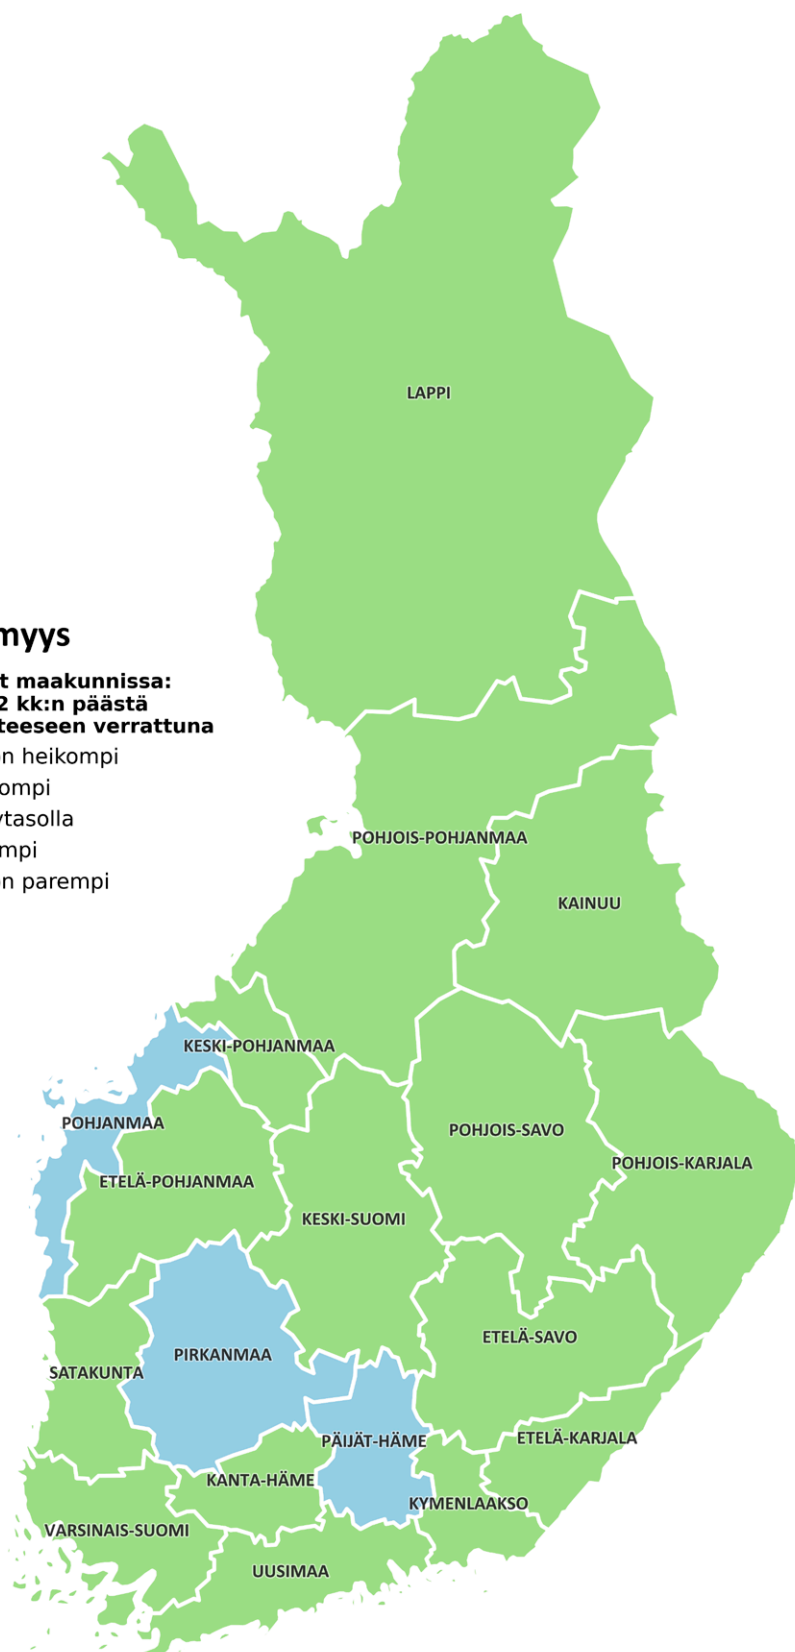 LAPPI
myys
t maakunnissa:
2 kk:n päästä
teeseen verrattuna
n heikompi
ompi
ytasolla
mpi
n parempi
POHJOIS-POHJANMAA
KAINUU
KESKI-POHJANMAA
POHJANMAA
POHJOIS-SAVO
POHJOIS-KARJALA
ETELÄ-POHJANMAA
KESKI-SUOMI
ETELÄ-SAVO
PIRKANMAA
SATAKUNTA
PÄIJÄT-HÄME
ETELÄ-KARJALA
KANTA-HÄME
KYMENLAAKSO
VARSINAIS-SUOMI
UUSIMAA